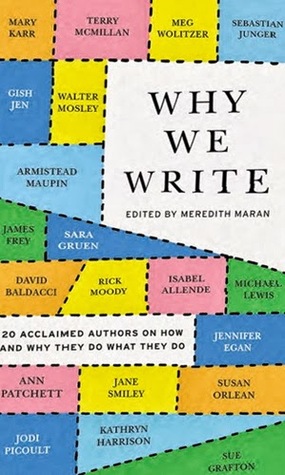 MARY
KARR
TERRY
MCMILLAN
MEG
WOLITZER
SEBASTIAN
JUNGER
GISH
JEN
WALTER
MOSLEY
WHY
WE
WRITE
EDITED BY MEREDITH MARAN
ARMISTEAD
MAUPIN
JAMES
FREY
SARA
GRUEN
DAVID
BALDACCI
RICK
MOODY
ISABEL
ALLENDE
MICHAEL
LEWIS
20 ACCLAIMED AUTHORS ON HOW
AND WHY THEY DO WHAT THEY DO
JENNIFER
EGAN
ANN
PATCHETT
JANE
SMILEY
SUSAN
ORLEAN
JODI
PICOULT
KATHRYN
HARRISON
SUE
GRAFTON